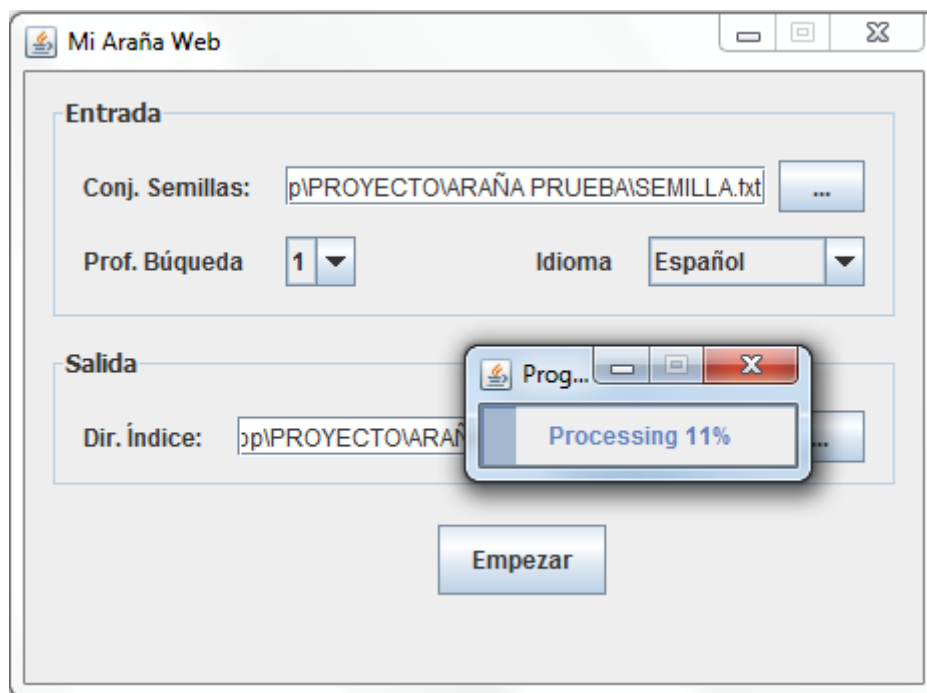 Mi Araña Web
Entrada
Conj. Semillas: p\PROYECTO\ARAÑA PRUEBA\SEMILLA.txt ...
Prof. Búqueda 1 Idioma Español
Salida
Prog...
Dir. Índice: op\PROYECTO\ARAÑ ...
Processing 11%
Empezar